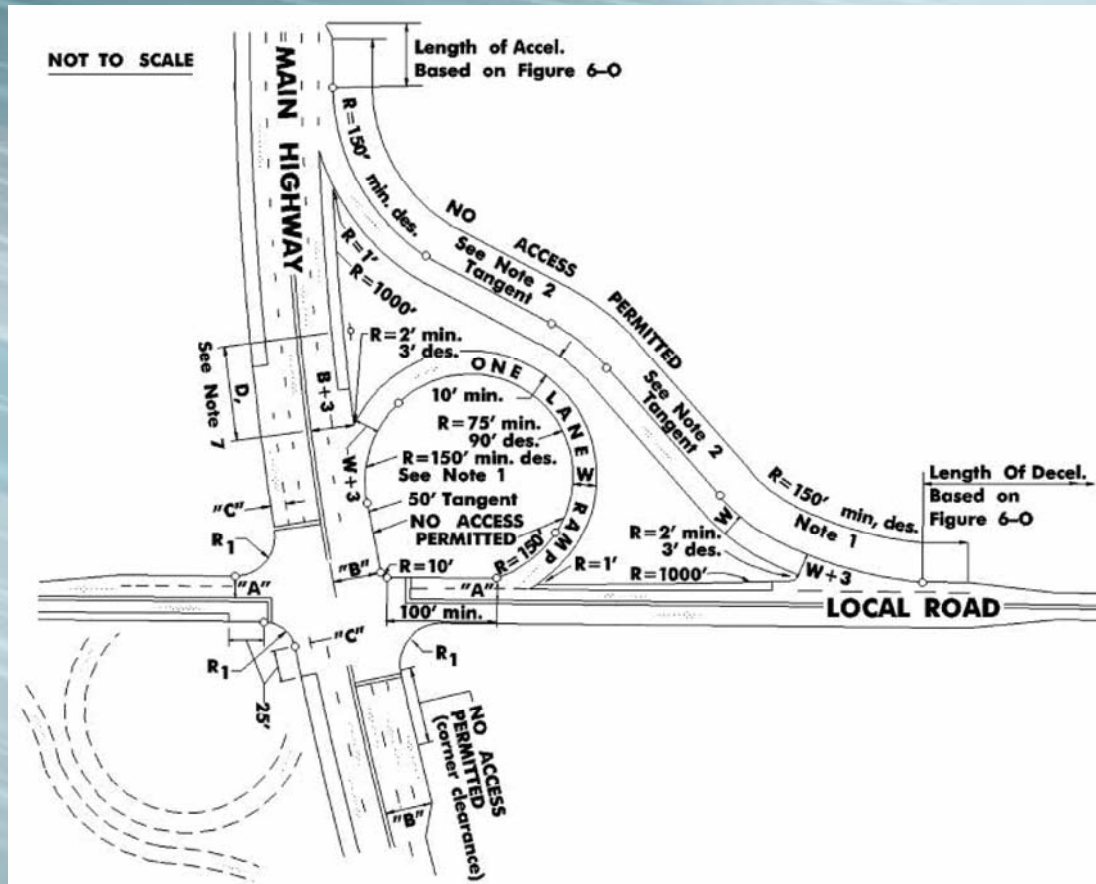 NOT TO SCALE
MAIN HIGHWAY
Length of Accel.
Based on Figure 6-O
R=150' min. des.
NO ACCESS PERMITTED
See Note 2
Tangent
R=1'
R=1000'
R=2' min.
3' des.
See Note 2
Tangent
See Note 7
D,
B+3
ONE LANE RAMP
10' min.
R=75' min.
90' des.
W
R=150' min des.
See Note 1
W+3
50' Tangent
NO ACCESS
PERMITTED
R=150'
W
R=150' min, des.
Note 1
Length Of Decel.
Based on
Figure 6-O
"C"
R1
"A"
"B"
R=10'
"A"
100' min.
R=1'
R=2' min.
3' des.
R=1000'
W+3
LOCAL ROAD
R1
"C"
R1
25'
NO ACCESS
PERMITTED
(corner clearance)
"B"